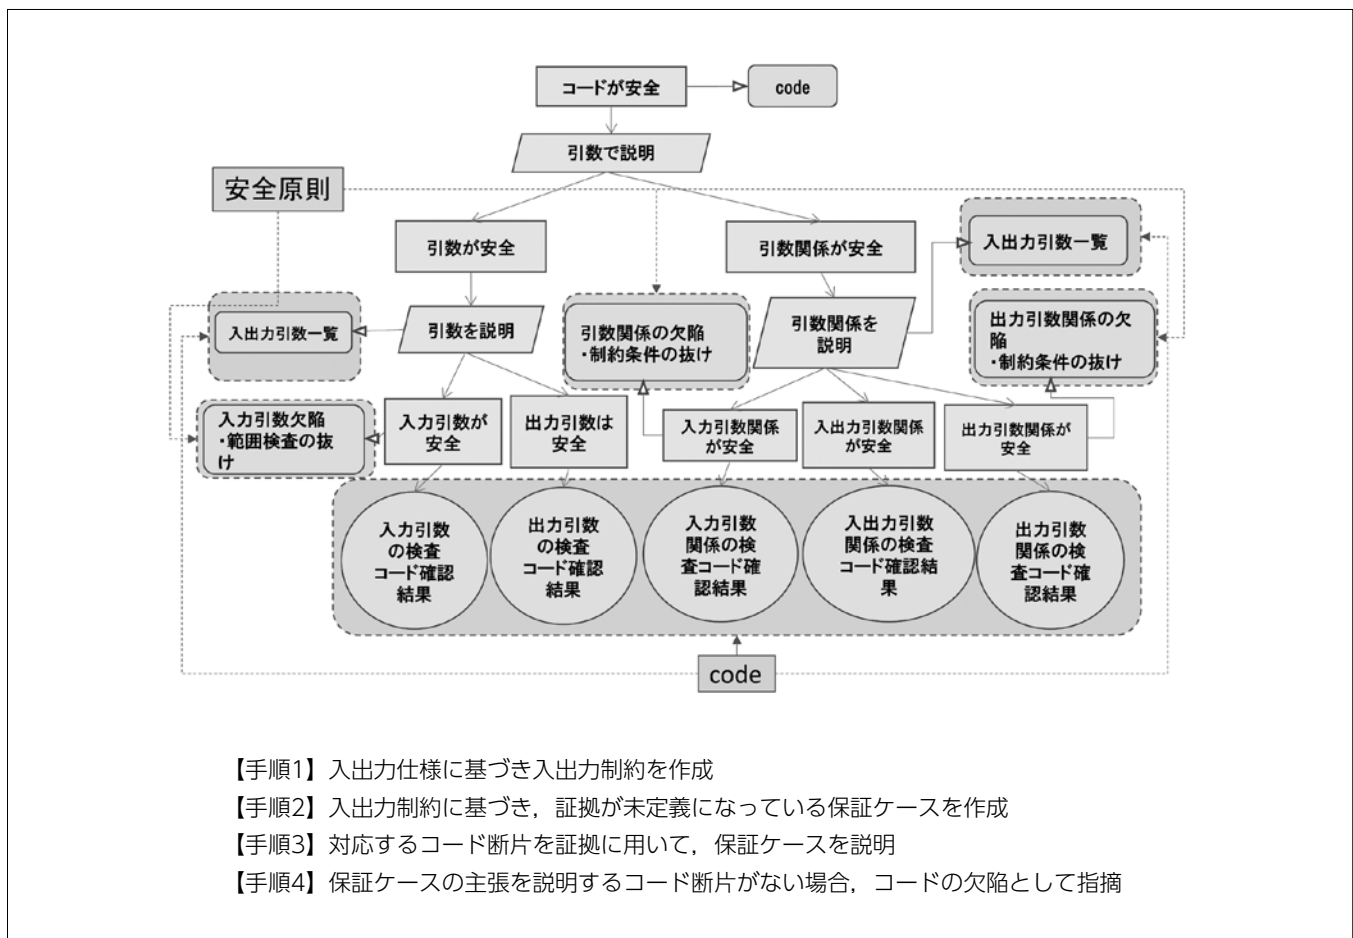 コードが安全
code
引数で説明
安全原則
引数が安全
引数関係が安全
入出力引数一覧
入出力引数一覧
引数を説明
引数関係の欠陥
・制約条件の抜け
引数関係を
説明
出力引数関係の欠
陥
・制約条件の抜け
入力引数欠陥
・範囲検査の抜
け
入力引数が
安全
出力引数は
安全
入力引数関係
が安全
入出力引数関係
が安全
出力引数関係が
安全
入力引数
の検査
コード確認
結果
出力引数
の検査
コード確認
結果
入力引数
関係の検
査コード確
認結果
入出力引数
関係の検査
コード確認結
果
出力引数
関係の検
査コード確
認結果
code
【手順1】入出力仕様に基づき入出力制約を作成
【手順2】入出力制約に基づき，証拠が未定義になっている保証ケースを作成
【手順3】対応するコード断片を証拠に用いて，保証ケースを説明
【手順4】保証ケースの主張を説明するコード断片がない場合，コードの欠陥として指摘